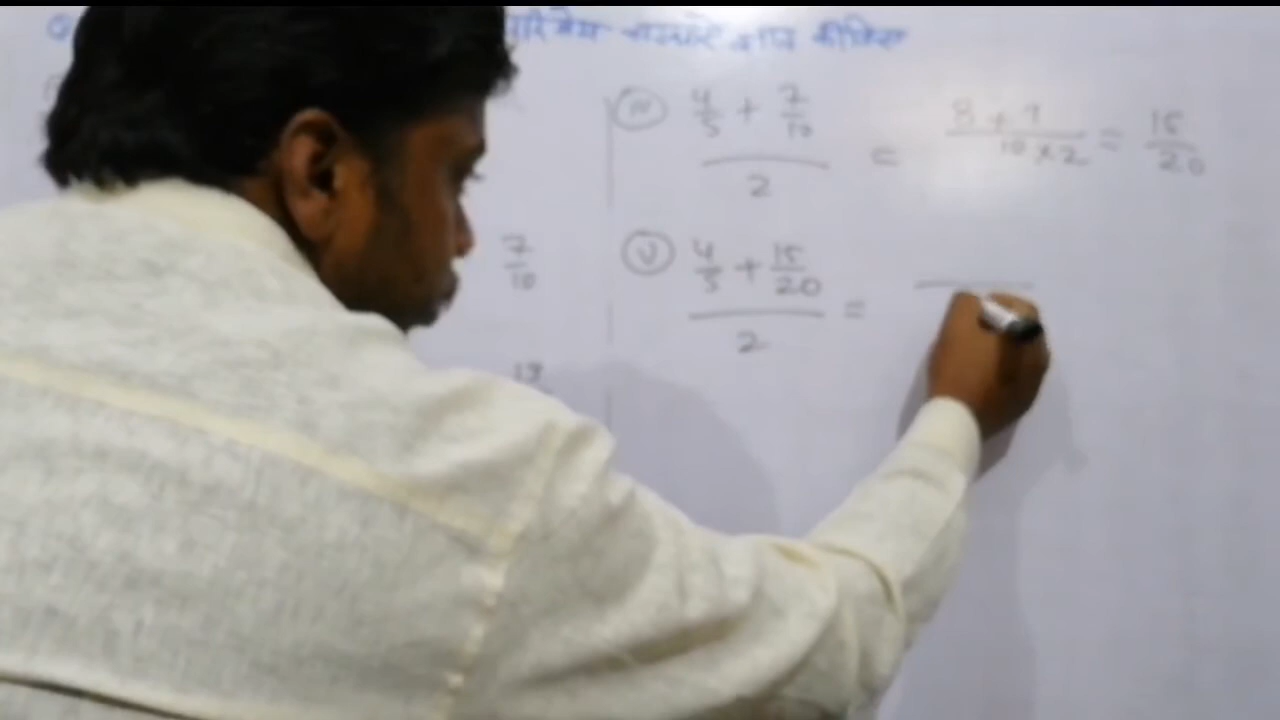 परिमेय संख्याएं ज्ञात कीजिए
7/10
(iv) (4/5 + 7/10)/2 = (8+7)/(10×2) = 15/20
(v) (4/5 + 15/20)/2 =